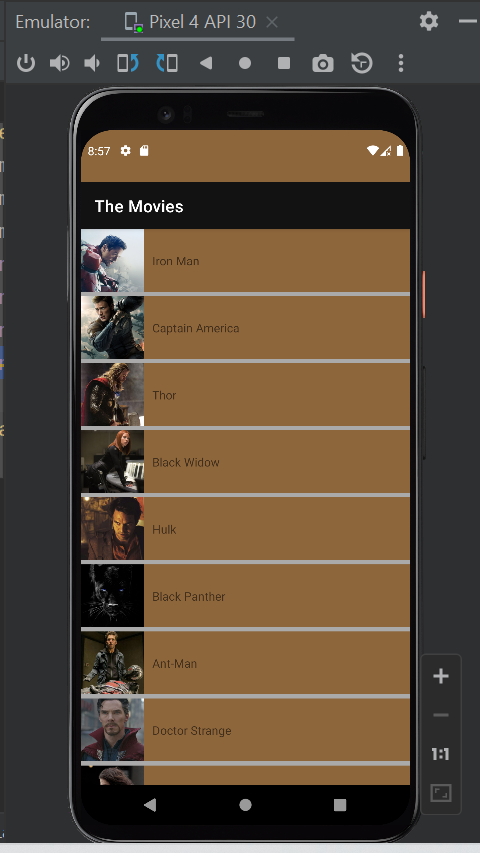 Emulator: Pixel 4 API 30
8:57
The Movies
Iron Man
Captain America
Thor
Black Widow
Hulk
Black Panther
Ant-Man
Doctor Strange
1:1